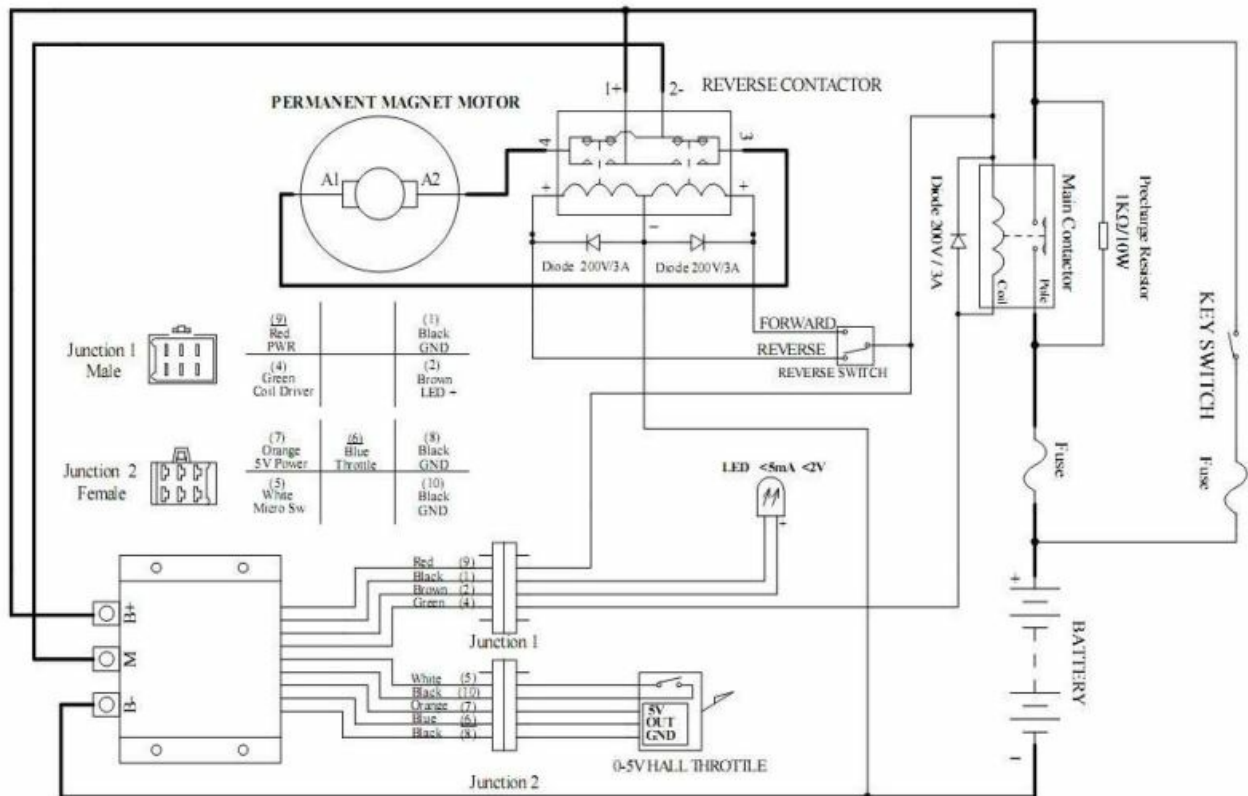 REVERSE CONTACTOR
1+
2-
PERMANENT MAGNET MOTOR
4
3
A1
A2
+
+
−
Diode 200V/3A
Diode 200V/3A
Diode 200V / 3A
Coil
Pole
Main Contactor
Precharge Resistor
1KΩ/10W
KEY SWITCH
Fuse
Fuse
FORWARD
REVERSE
REVERSE SWITCH
Junction 1
Male
(9)
Red
PWR
(1)
Black
GND
(4)
Green
Coil Driver
(2)
Brown
LED +
Junction 2
Female
(7)
Orange
5V Power
(6)
Blue
Throttle
(8)
Black
GND
(5)
White
Micro Sw
(10)
Black
GND
LED <5mA <2V
+
B+
M
B-
Red (9)
Black (1)
Brown (2)
Green (4)
Junction 1
White (5)
Black (10)
Orange (7)
Blue (6)
Black (8)
Junction 2
5V
OUT
GND
0-5V HALL THROTTLE
+
BATTERY
−